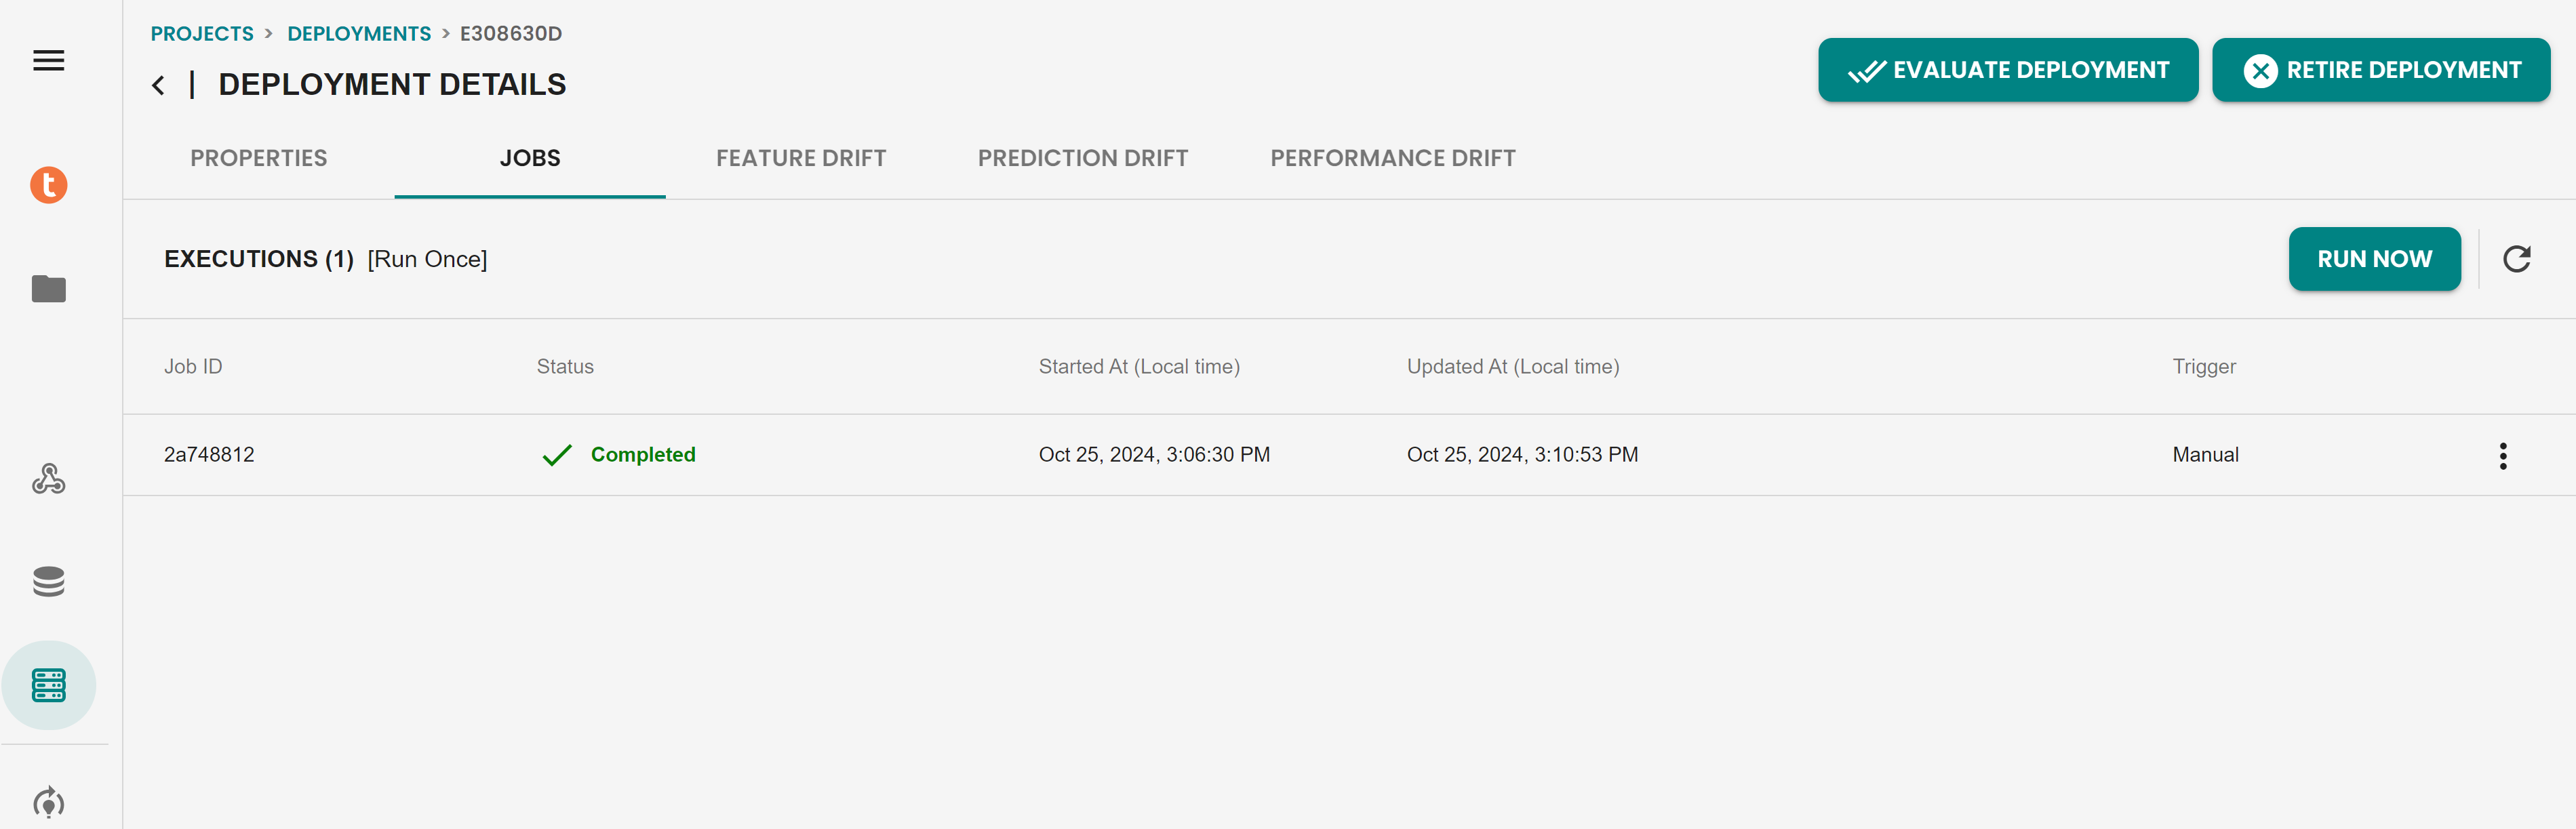 PROJECTS > DEPLOYMENTS > E308630D
DEPLOYMENT DETAILS
EVALUATE DEPLOYMENT
RETIRE DEPLOYMENT
PROPERTIES JOBS FEATURE DRIFT PREDICTION DRIFT PERFORMANCE DRIFT
t
EXECUTIONS (1) [Run Once]
RUN NOW
Job ID Status Started At (Local time) Updated At (Local time) Trigger
2a748812 Completed Oct 25, 2024, 3:06:30 PM Oct 25, 2024, 3:10:53 PM Manual